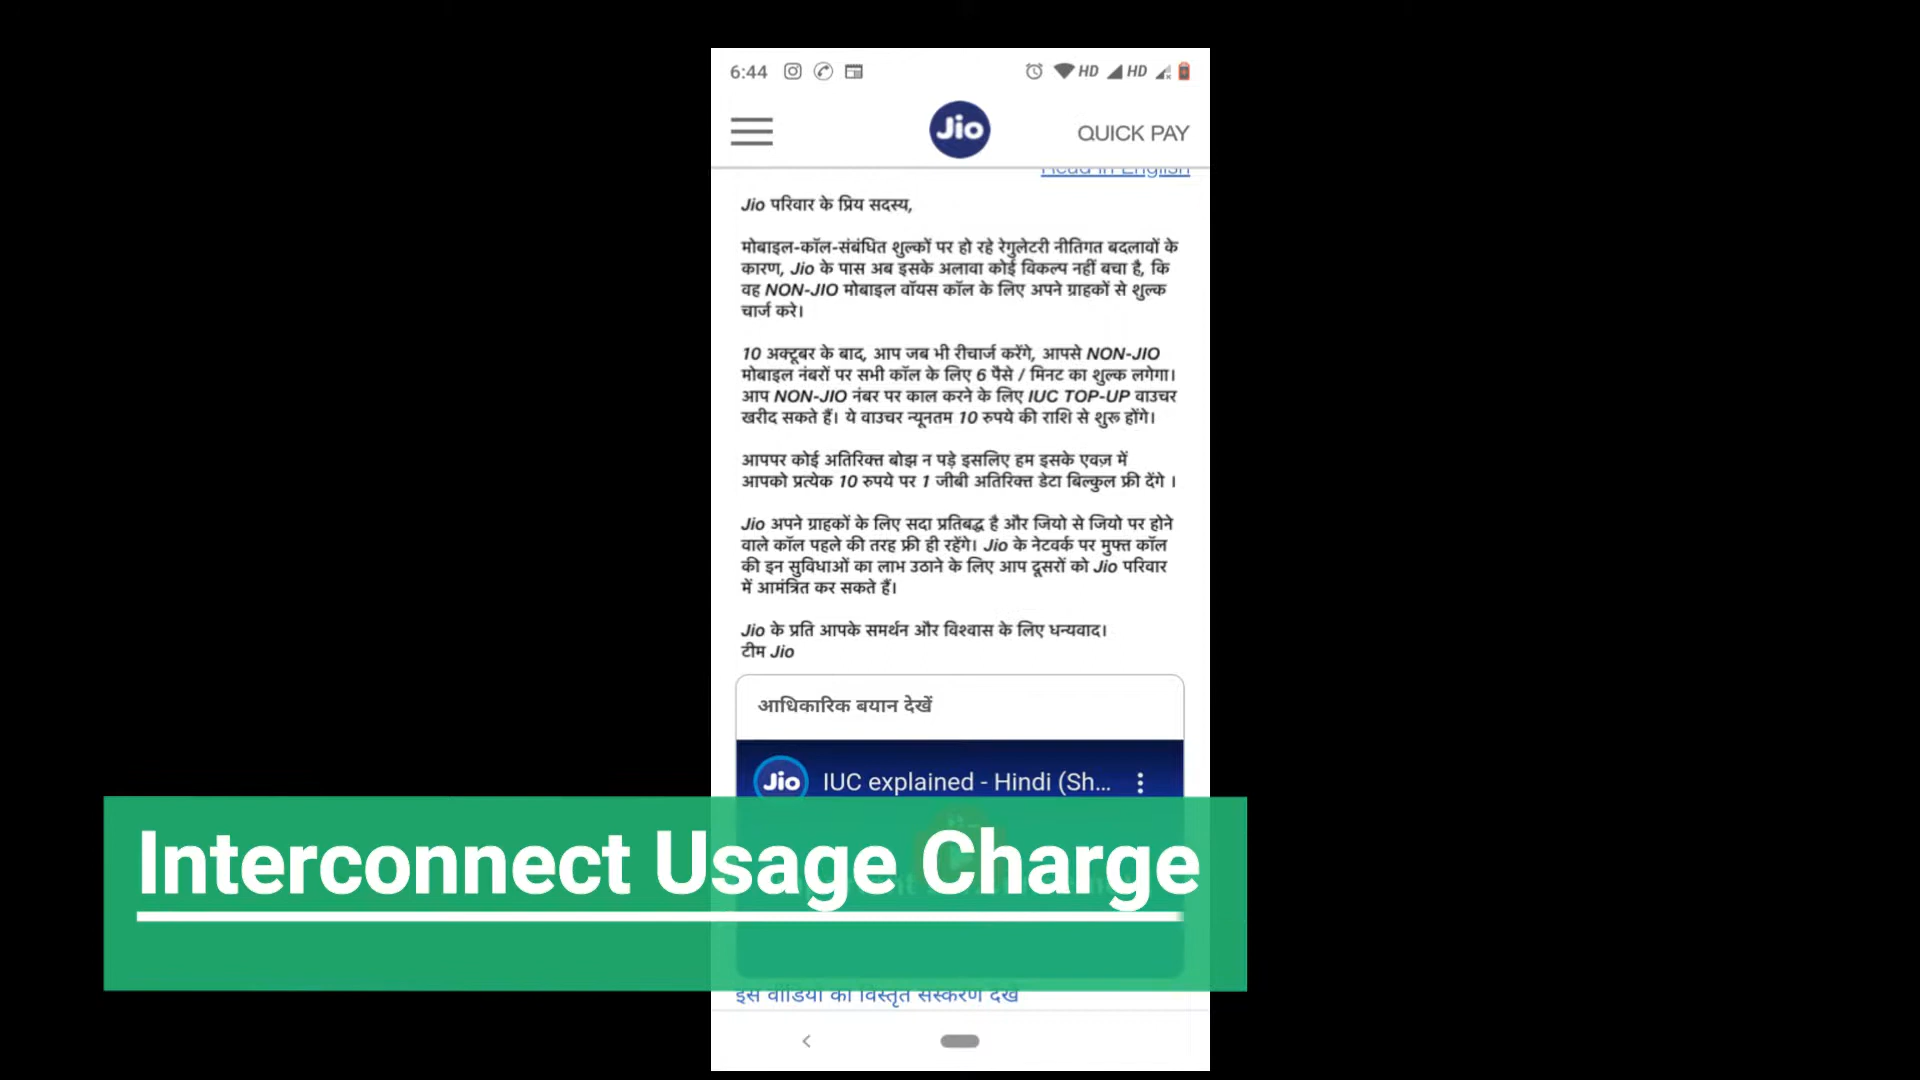 6:44
HD
HD
Jio
QUICK PAY
Read in English
Jio परिवार के प्रिय सदस्य,
मोबाइल-कॉल-संबंधित शुल्कों पर हो रहे रेगुलेटरी नीतिगत बदलावों के
कारण, Jio के पास अब इसके अलावा कोई विकल्प नहीं बचा है, कि
वह NON-JIO मोबाइल वॉयस कॉल के लिए अपने ग्राहकों से शुल्क
चार्ज करे।
10 अक्टूबर के बाद, आप जब भी रीचार्ज करेंगे, आपसे NON-JIO
मोबाइल नंबरों पर सभी कॉल के लिए 6 पैसे / मिनट का शुल्क लगेगा।
आप NON-JIO नंबर पर काल करने के लिए IUC TOP-UP वाउचर
खरीद सकते हैं। ये वाउचर न्यूनतम 10 रुपये की राशि से शुरू होंगे।
आपपर कोई अतिरिक्त बोझ न पड़े इसलिए हम इसके एवज़ में
आपको प्रत्येक 10 रुपये पर 1 जीबी अतिरिक्त डेटा बिल्कुल फ्री देंगे ।
Jio अपने ग्राहकों के लिए सदा प्रतिबद्ध है और जियो से जियो पर होने
वाले कॉल पहले की तरह फ्री ही रहेंगे। Jio के नेटवर्क पर मुफ्त कॉल
की इन सुविधाओं का लाभ उठाने के लिए आप दूसरों को Jio परिवार
में आमंत्रित कर सकते हैं।
Jio के प्रति आपके समर्थन और विश्वास के लिए धन्यवाद।
टीम Jio
आधिकारिक बयान देखें
Jio
IUC explained - Hindi (Sh...
Interconnect Usage Charge
इस वीडियो का विस्तृत संस्करण देखें